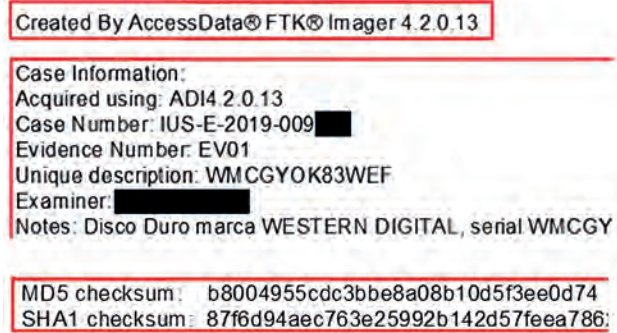 Created By AccessData® FTK® Imager 4.2.0.13
Case Information:
Acquired using: ADI4.2.0.13
Case Number: IUS-E-2019-009
Evidence Number: EV01
Unique description: WMCGYOK83WEF
Examiner:
Notes: Disco Duro marca WESTERN DIGITAL, serial WMCGY
MD5 checksum: b8004955cdc3bbe8a08b10d5f3ee0d74
SHA1 checksum: 87f6d94aec763e25992b142d57feea786